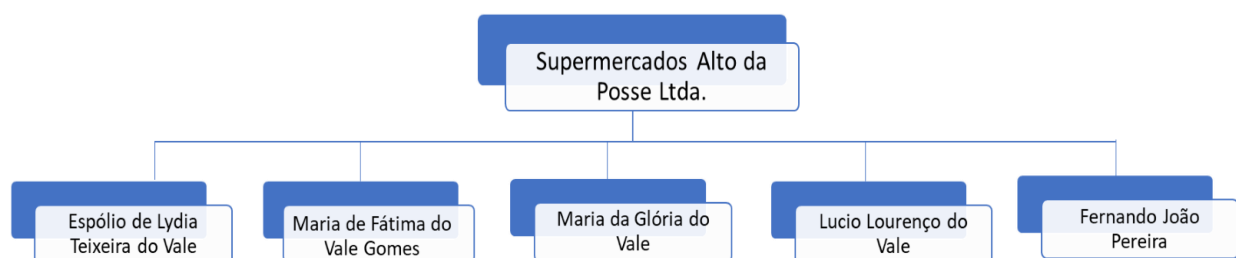 Supermercados Alto da
Posse Ltda.
Espólio de Lydia
Teixeira do Vale
Maria de Fátima do
Vale Gomes
Maria da Glória do
Vale
Lucio Lourenço do
Vale
Fernando João
Pereira